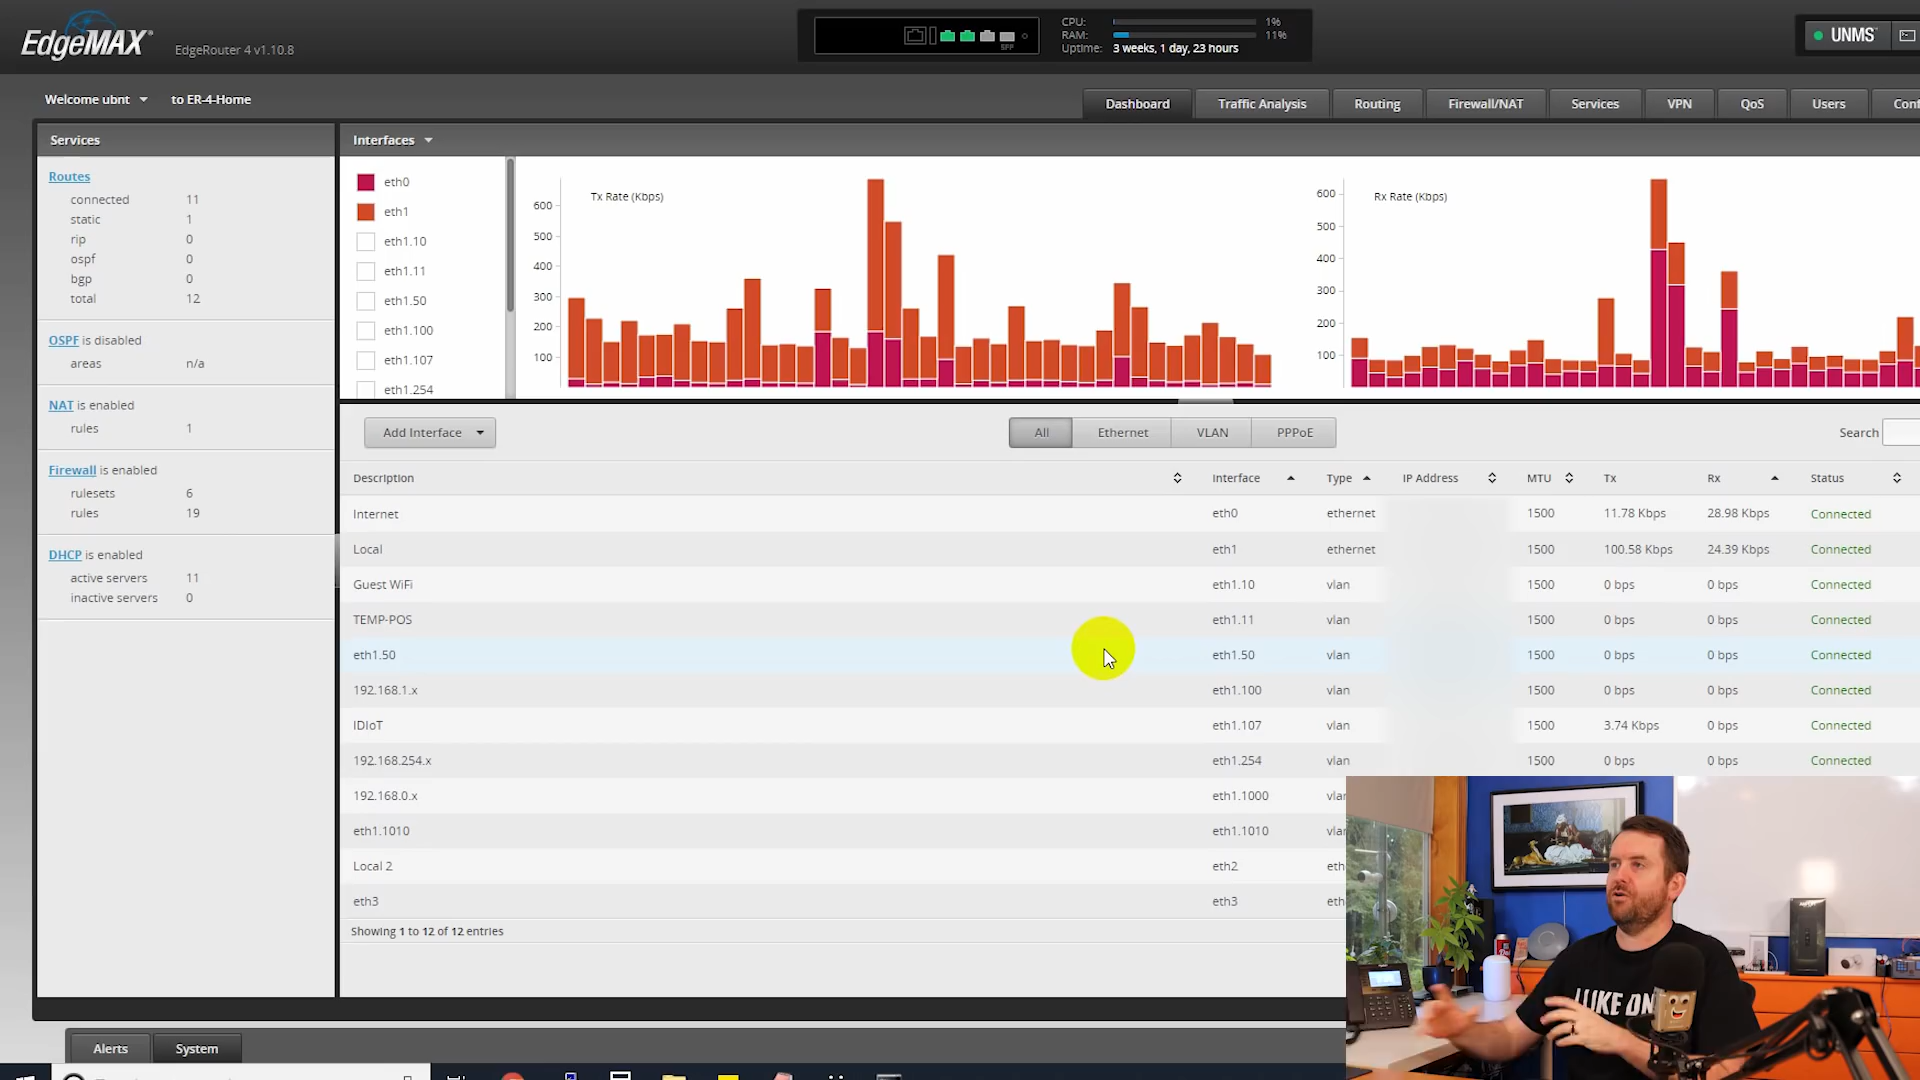 EdgeMAX
EdgeRouter 4 v1.10.8
SFP
CPU: 1%
RAM: 11%
Uptime: 3 weeks, 1 day, 23 hours
UNMS
Welcome ubnt to ER-4-Home
Dashboard Traffic Analysis Routing Firewall/NAT Services VPN QoS Users
Services
Routes
connected 11
static 1
rip 0
ospf 0
bgp 0
total 12
OSPF is disabled
areas n/a
NAT is enabled
rules 1
Firewall is enabled
rulesets 6
rules 19
DHCP is enabled
active servers 11
inactive servers 0
Interfaces
eth0
eth1
eth1.10
eth1.11
eth1.50
eth1.100
eth1.107
eth1.254
Tx Rate (Kbps)
600
500
400
300
200
100
Rx Rate (Kbps)
600
500
400
300
200
100
Add Interface All Ethernet VLAN PPPoE Search
Description Interface Type IP Address MTU Tx Rx Status
Internet eth0 ethernet 1500 11.78 Kbps 28.98 Kbps Connected
Local eth1 ethernet 1500 100.58 Kbps 24.39 Kbps Connected
Guest WiFi eth1.10 vlan 1500 0 bps 0 bps Connected
TEMP-POS eth1.11 vlan 1500 0 bps 0 bps Connected
eth1.50 eth1.50 vlan 1500 0 bps 0 bps Connected
192.168.1.x eth1.100 vlan 1500 0 bps 0 bps Connected
IDIoT eth1.107 vlan 1500 3.74 Kbps 0 bps Connected
192.168.254.x eth1.254 vlan 1500 0 bps 0 bps Connected
192.168.0.x eth1.1000
eth1.1010 eth1.1010
Local 2 eth2
eth3 eth3
Showing 1 to 12 of 12 entries
Alerts System
I LIKE ON